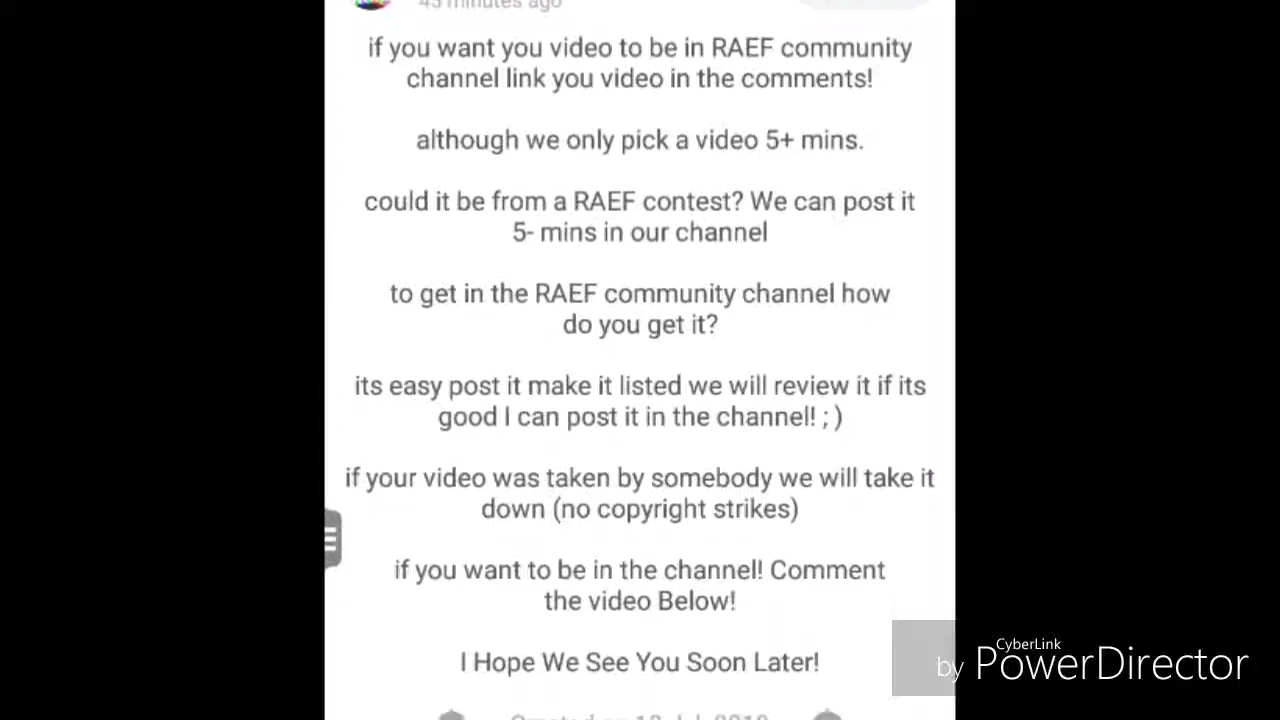 45 minutes ago
if you want you video to be in RAEF community
channel link you video in the comments!
although we only pick a video 5+ mins.
could it be from a RAEF contest? We can post it
5- mins in our channel
to get in the RAEF community channel how
do you get it?
its easy post it make it listed we will review it if its
good I can post it in the channel! ; )
if your video was taken by somebody we will take it
down (no copyright strikes)
if you want to be in the channel! Comment
the video Below!
I Hope We See You Soon Later!
CyberLink
by PowerDirector